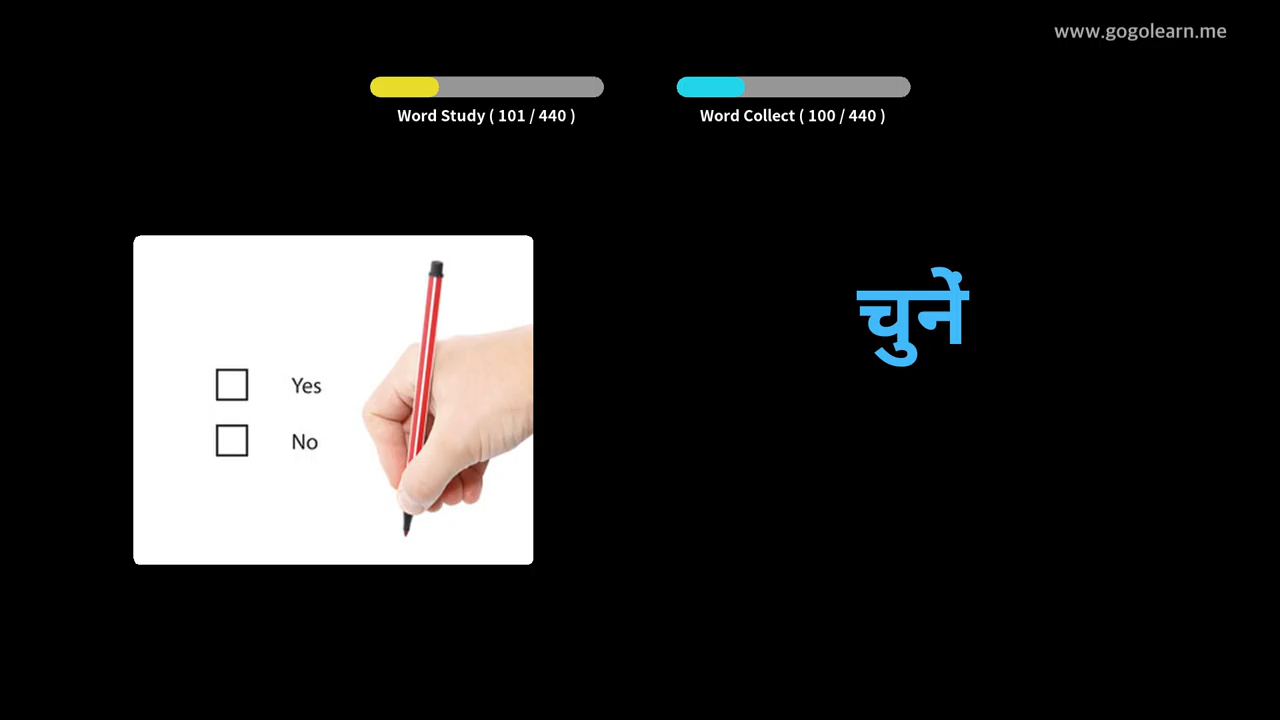 www.gogolearn.me
Word Study ( 101 / 440 )
Word Collect ( 100 / 440 )
चुनें
Yes
No